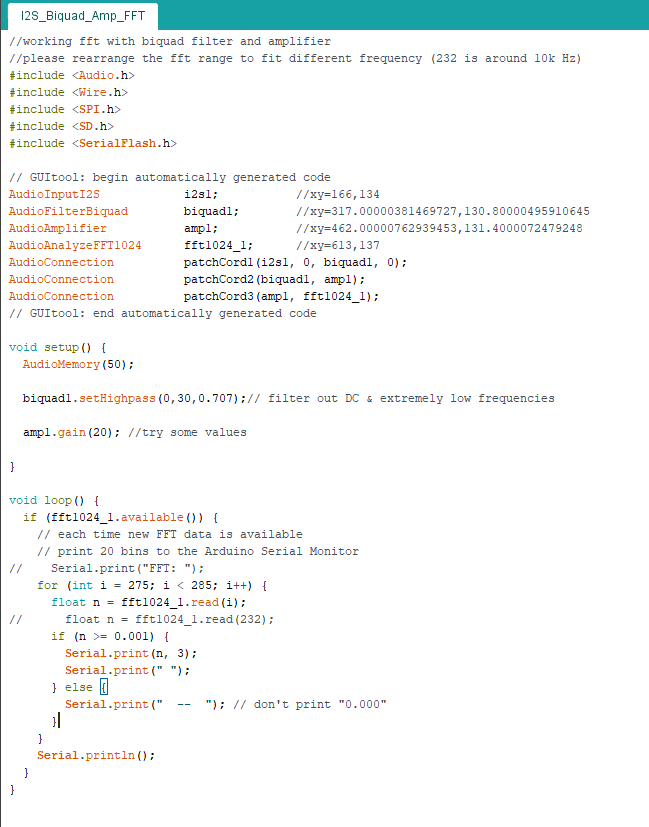 I2S_Biquad_Amp_FFT
//working fft with biquad filter and amplifier
//please rearrange the fft range to fit different frequency (232 is around 10k Hz)
#include <Audio.h>
#include <Wire.h>
#include <SPI.h>
#include <SD.h>
#include <SerialFlash.h>
// GUItool: begin automatically generated code
AudioInputI2S            i2s1;           //xy=166,134
AudioFilterBiquad        biquad1;        //xy=317.00000381469727,130.80000495910645
AudioAmplifier           amp1;           //xy=462.00000762939453,131.4000072479248
AudioAnalyzeFFT1024      fft1024_1;      //xy=613,137
AudioConnection          patchCord1(i2s1, 0, biquad1, 0);
AudioConnection          patchCord2(biquad1, amp1);
AudioConnection          patchCord3(amp1, fft1024_1);
// GUItool: end automatically generated code
void setup() {
  AudioMemory(50);
  biquad1.setHighpass(0,30,0.707);// filter out DC & extremely low frequencies
  amp1.gain(20); //try some values
}
void loop() {
  if (fft1024_1.available()) {
    // each time new FFT data is available
    // print 20 bins to the Arduino Serial Monitor
//    Serial.print("FFT: ");
    for (int i = 275; i < 285; i++) {
      float n = fft1024_1.read(i);
//      float n = fft1024_1.read(232);
      if (n >= 0.001) {
        Serial.print(n, 3);
        Serial.print(" ");
      } else {
        Serial.print("  --  "); // don't print "0.000"
      }
    }
    Serial.println();
  }
}